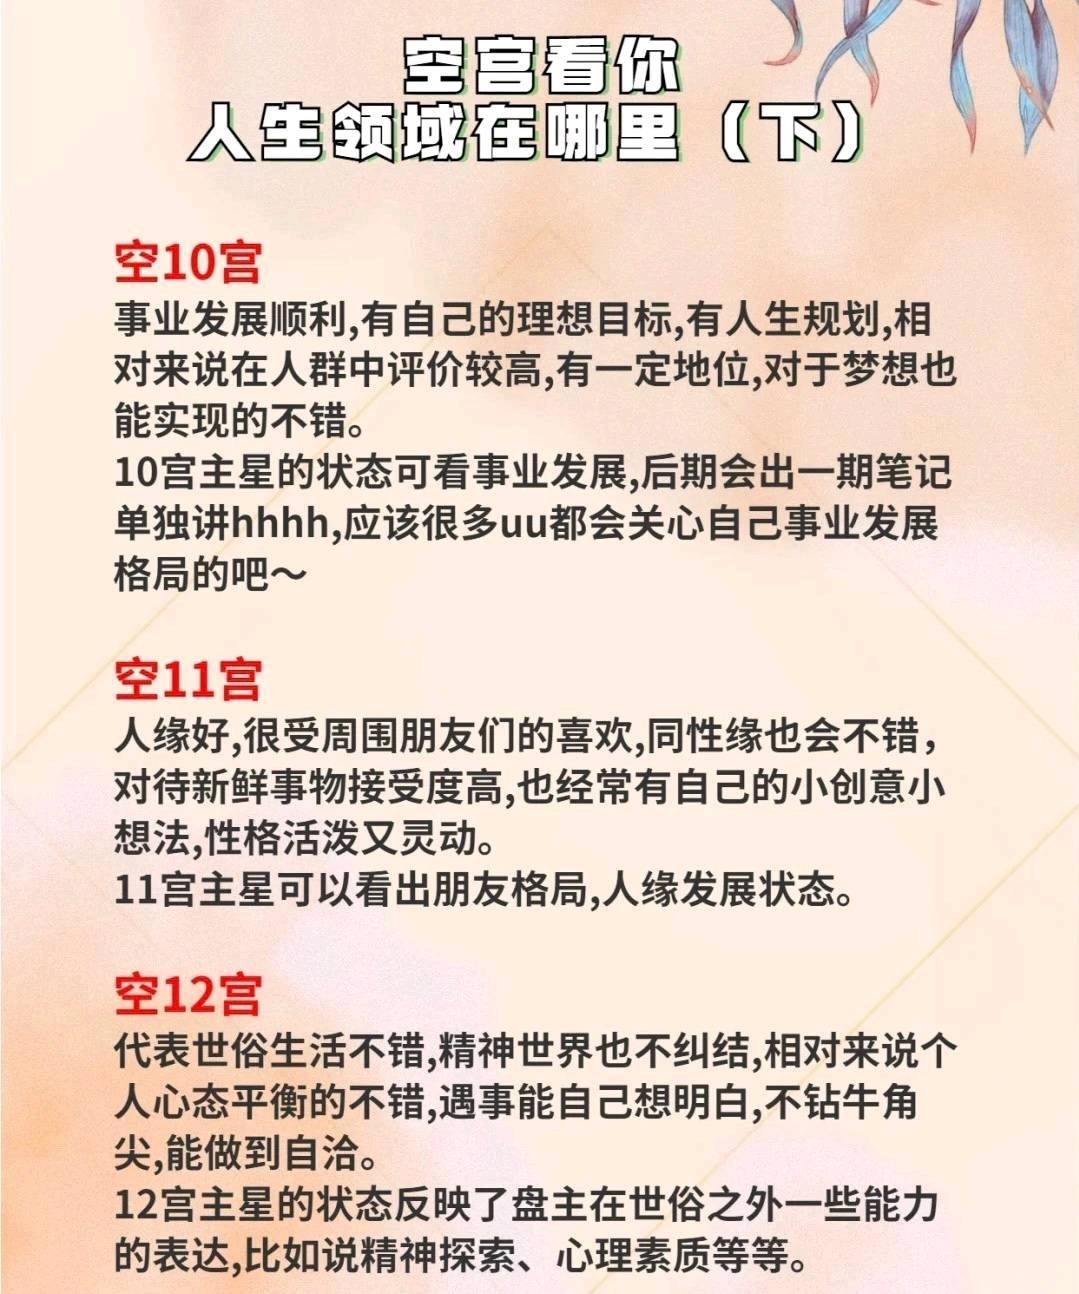 空宫看你
人生领域在哪里（下）
空10宫
事业发展顺利,有自己的理想目标,有人生规划,相
对来说在人群中评价较高,有一定地位,对于梦想也
能实现的不错。
10宫主星的状态可看事业发展,后期会出一期笔记
单独讲hhhh,应该很多uu都会关心自己事业发展
格局的吧～
空11宫
人缘好,很受周围朋友们的喜欢,同性缘也会不错，
对待新鲜事物接受度高,也经常有自己的小创意小
想法,性格活泼又灵动。
11宫主星可以看出朋友格局,人缘发展状态。
空12宫
代表世俗生活不错,精神世界也不纠结,相对来说个
人心态平衡的不错,遇事能自己想明白,不钻牛角
尖,能做到自洽。
12宫主星的状态反映了盘主在世俗之外一些能力
的表达,比如说精神探索、心理素质等等。